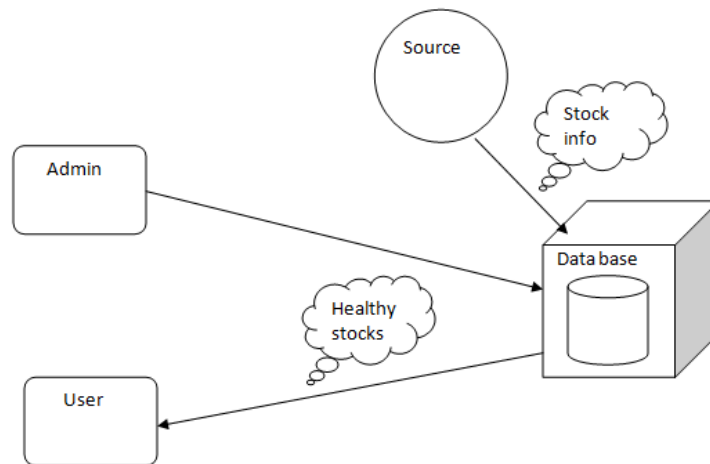 Source
Stock
info
Admin
Data base
Healthy
stocks
User